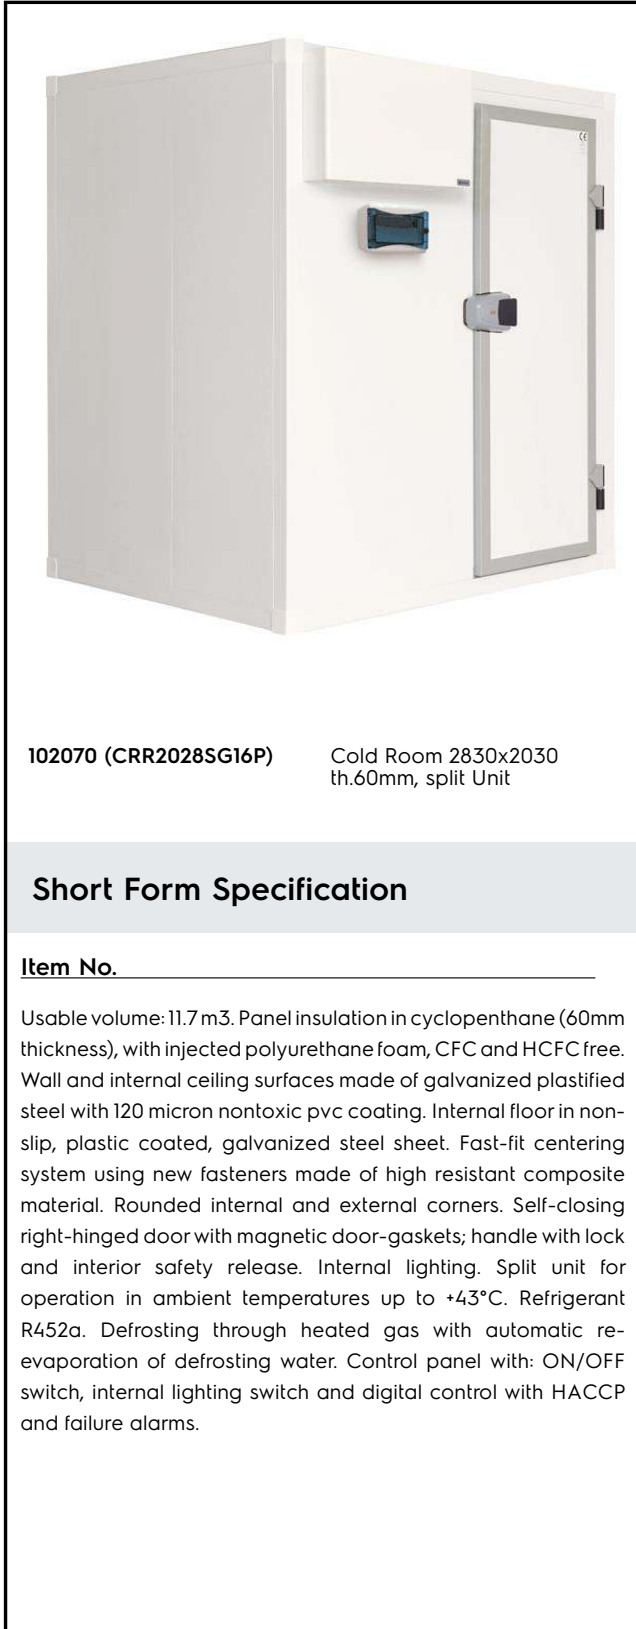 CE
102070 (CRR2028SG16P)
Cold Room 2830x2030
th.60mm, split Unit
Short Form Specification
Item No.
Usable volume: 11.7 m3. Panel insulation in cyclopenthane (60mm
thickness), with injected polyurethane foam, CFC and HCFC free.
Wall and internal ceiling surfaces made of galvanized plastified
steel with 120 micron nontoxic pvc coating. Internal floor in non-
slip, plastic coated, galvanized steel sheet. Fast-fit centering
system using new fasteners made of high resistant composite
material. Rounded internal and external corners. Self-closing
right-hinged door with magnetic door-gaskets; handle with lock
and interior safety release. Internal lighting. Split unit for
operation in ambient temperatures up to +43°C. Refrigerant
R452a. Defrosting through heated gas with automatic re-
evaporation of defrosting water. Control panel with: ON/OFF
switch, internal lighting switch and digital control with HACCP
and failure alarms.